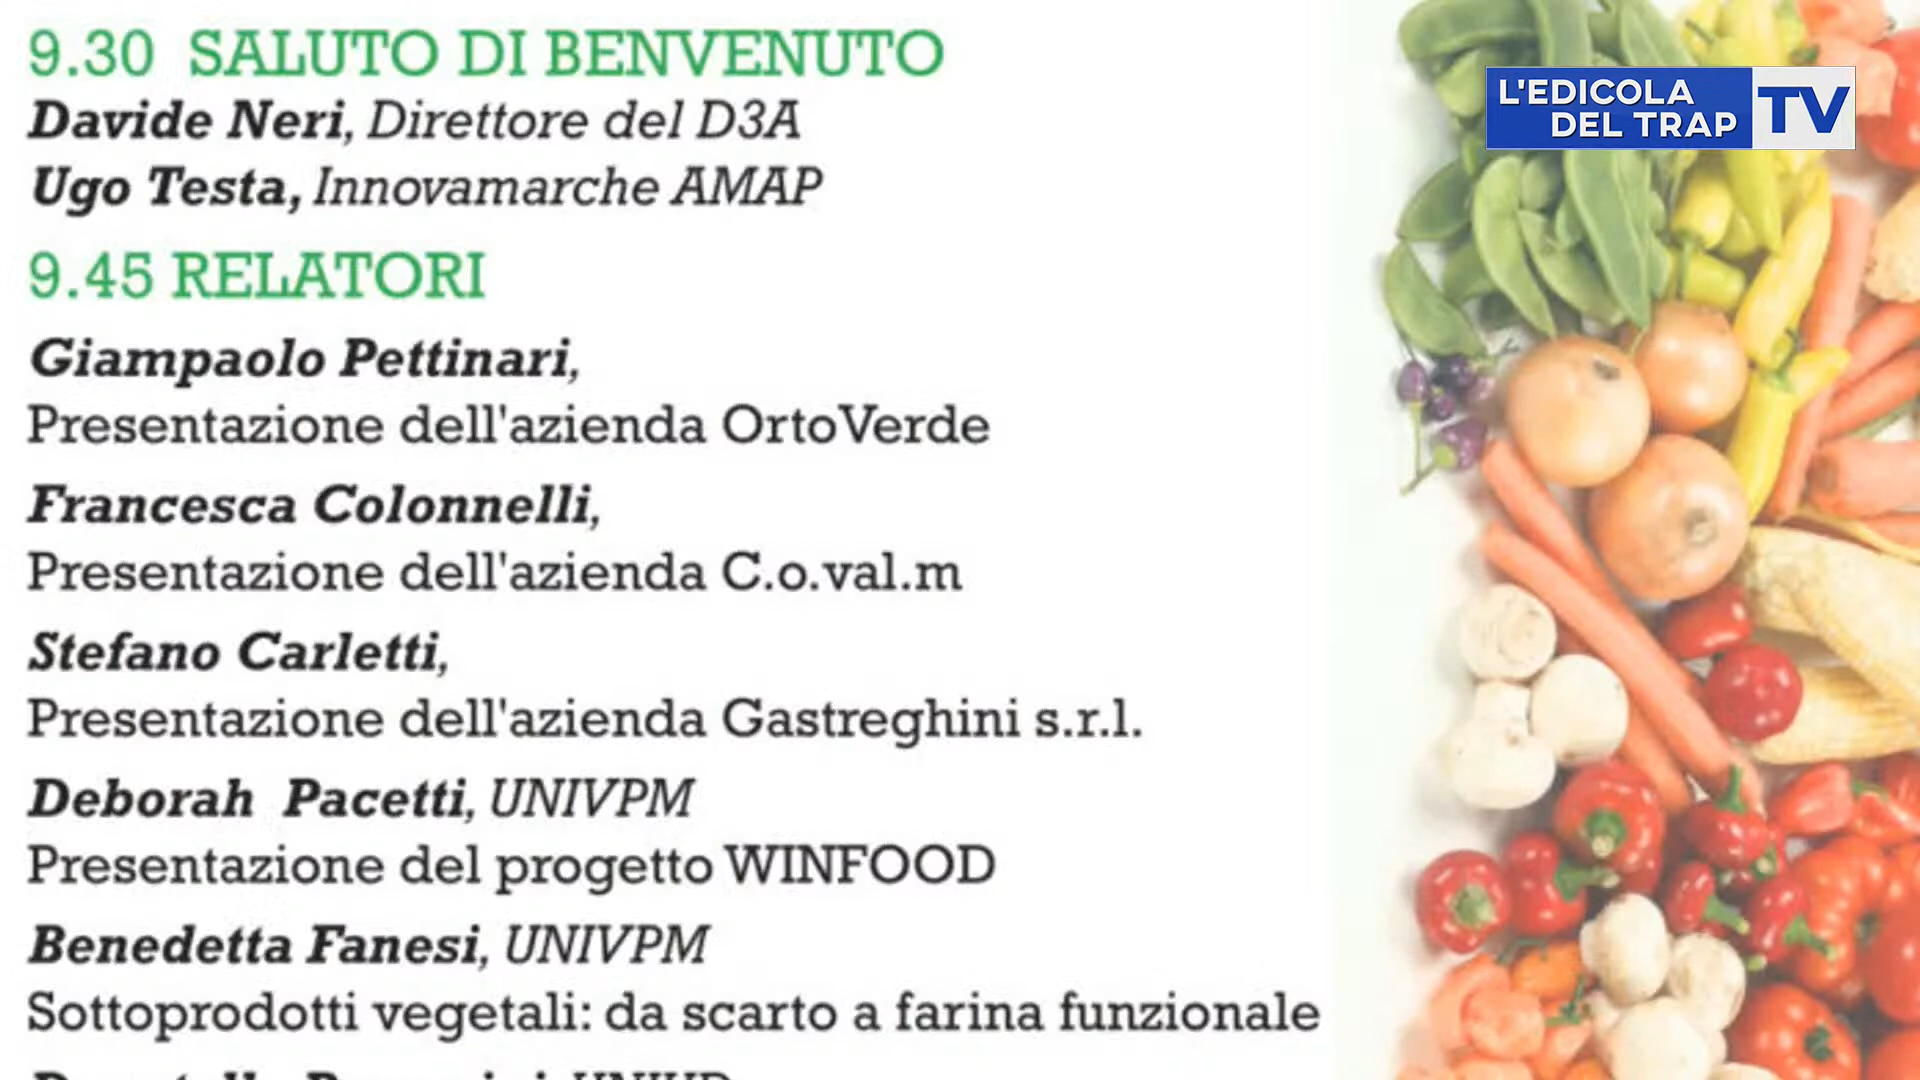 9.30 SALUTO DI BENVENUTO
Davide Neri, Direttore del D3A
Ugo Testa, Innovamarche AMAP
9.45 RELATORI
Giampaolo Pettinari,
Presentazione dell'azienda OrtoVerde
Francesca Colonnelli,
Presentazione dell'azienda C.o.val.m
Stefano Carletti,
Presentazione dell'azienda Gastreghini s.r.l.
Deborah Pacetti, UNIVPM
Presentazione del progetto WINFOOD
Benedetta Fanesi, UNIVPM
Sottoprodotti vegetali: da scarto a farina funzionale
L'EDICOLA
DEL TRAP
TV